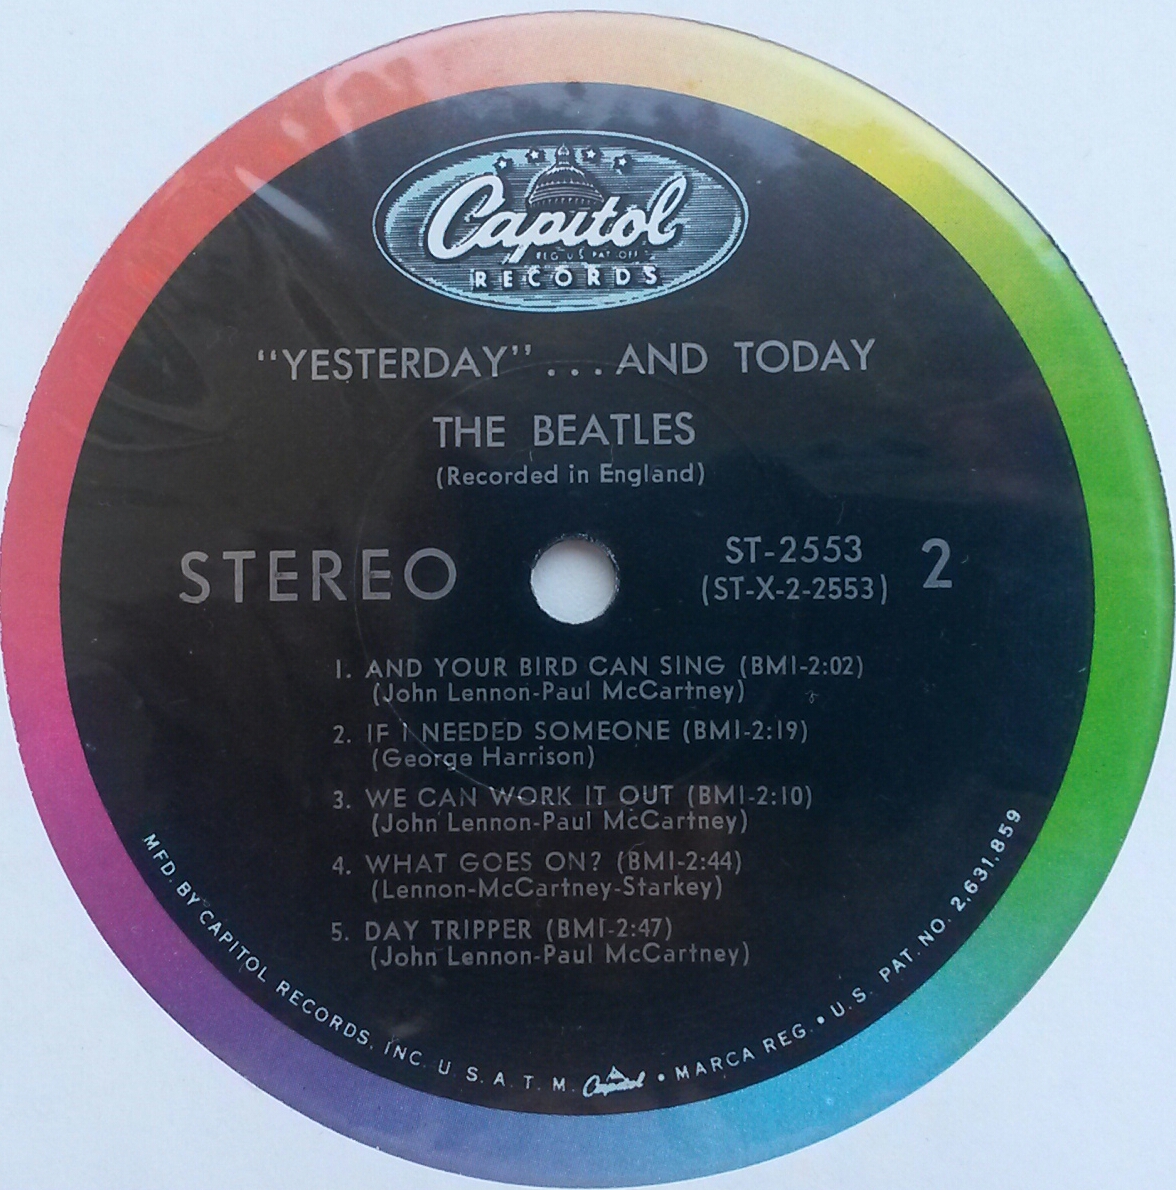 Capitol
REG. U.S. PAT. OFF.
RECORDS
“YESTERDAY” ...AND TODAY
THE BEATLES
(Recorded in England)
STEREO
ST-2553
(ST-X-2-2553)
2
1. AND YOUR BIRD CAN SING (BMI-2:02)
(John Lennon-Paul McCartney)
2. IF I NEEDED SOMEONE (BMI-2:19)
(George Harrison)
3. WE CAN WORK IT OUT (BMI-2:10)
(John Lennon-Paul McCartney)
4. WHAT GOES ON? (BMI-2:44)
(Lennon-McCartney-Starkey)
5. DAY TRIPPER (BMI-2:47)
(John Lennon-Paul McCartney)
MFD. BY CAPITOL RECORDS, INC. U.S.A. T.M. Capitol • MARCA REG. • U.S. PAT. NO. 2,631,859